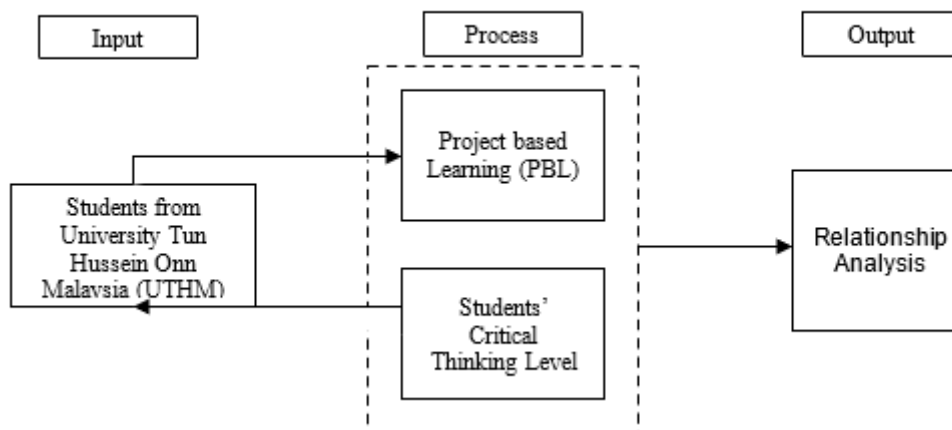 Input
Process
Output
Project based
Learning (PBL)
Students from
University Tun
Hussein Onn
Malaysia (UTHM)
Relationship
Analysis
Students’
Critical
Thinking Level